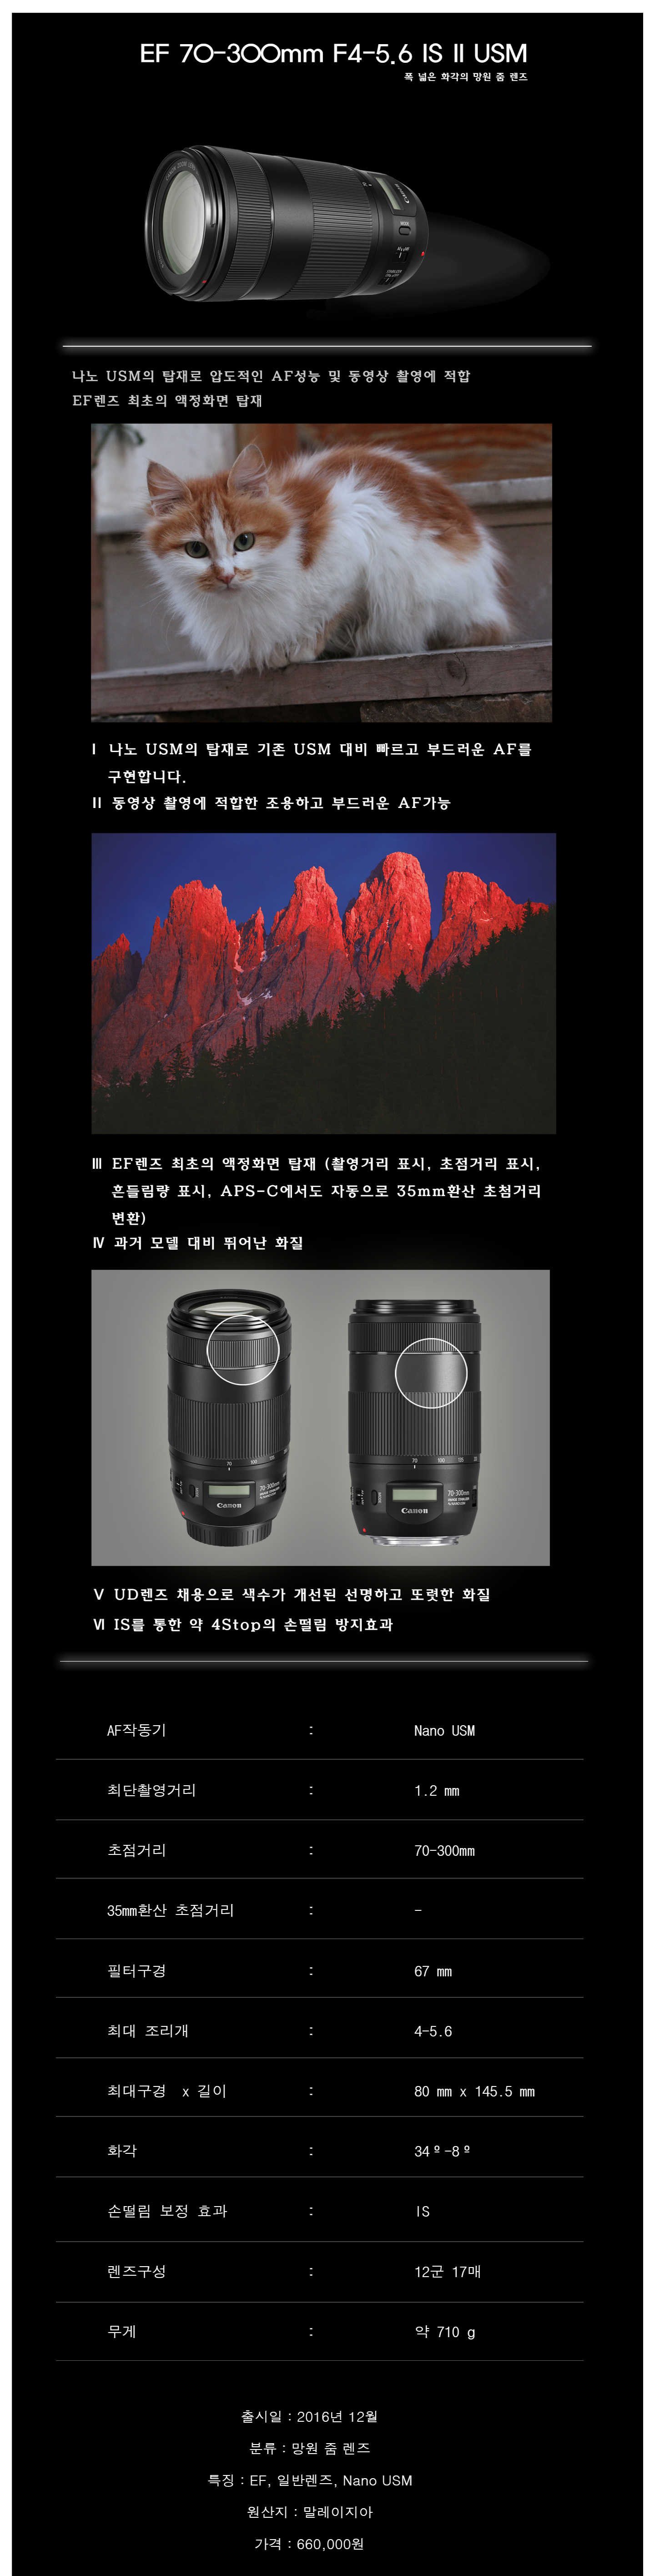 EF 70-300mm F4-5.6 IS II USM
폭 넓은 화각의 망원 줌 렌즈
나노 USM의 탑재로 압도적인 AF성능 및 동영상 촬영에 적합
EF렌즈 최초의 액정화면 탑재
Ⅰ 나노 USM의 탑재로 기존 USM 대비 빠르고 부드러운 AF를
구현합니다.
II 동영상 촬영에 적합한 조용하고 부드러운 AF가능
Ⅲ EF렌즈 최초의 액정화면 탑재 (촬영거리 표시, 초점거리 표시,
흔들림량 표시, APS-C에서도 자동으로 35mm환산 초첨거리
변환)
Ⅳ 과거 모델 대비 뛰어난 화질
70 100 135
70-300mm
Canon
70 100 135
70-300mm
Canon
Ⅴ UD렌즈 채용으로 색수가 개선된 선명하고 또렷한 화질
Ⅵ IS를 통한 약 4Stop의 손떨림 방지효과
AF작동기 : Nano USM
최단촬영거리 : 1.2 mm
초점거리 : 70-300mm
35mm환산 초점거리 : -
필터구경 : 67 mm
최대 조리개 : 4-5.6
최대구경 x 길이 : 80 mm x 145.5 mm
화각 : 34º-8º
손떨림 보정 효과 : IS
렌즈구성 : 12군 17매
무게 : 약 710 g
출시일 : 2016년 12월
분류 : 망원 줌 렌즈
특징 : EF, 일반렌즈, Nano USM
원산지 : 말레이지아
가격 : 660,000원